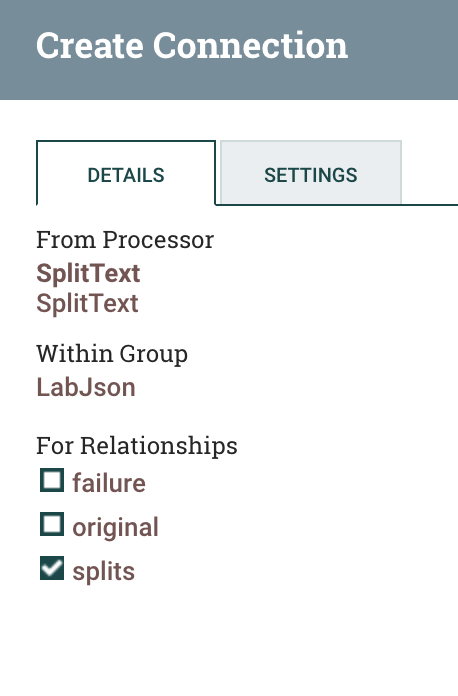 Create Connection
DETAILS SETTINGS
From Processor
SplitText
SplitText
Within Group
LabJson
For Relationships
failure
original
splits